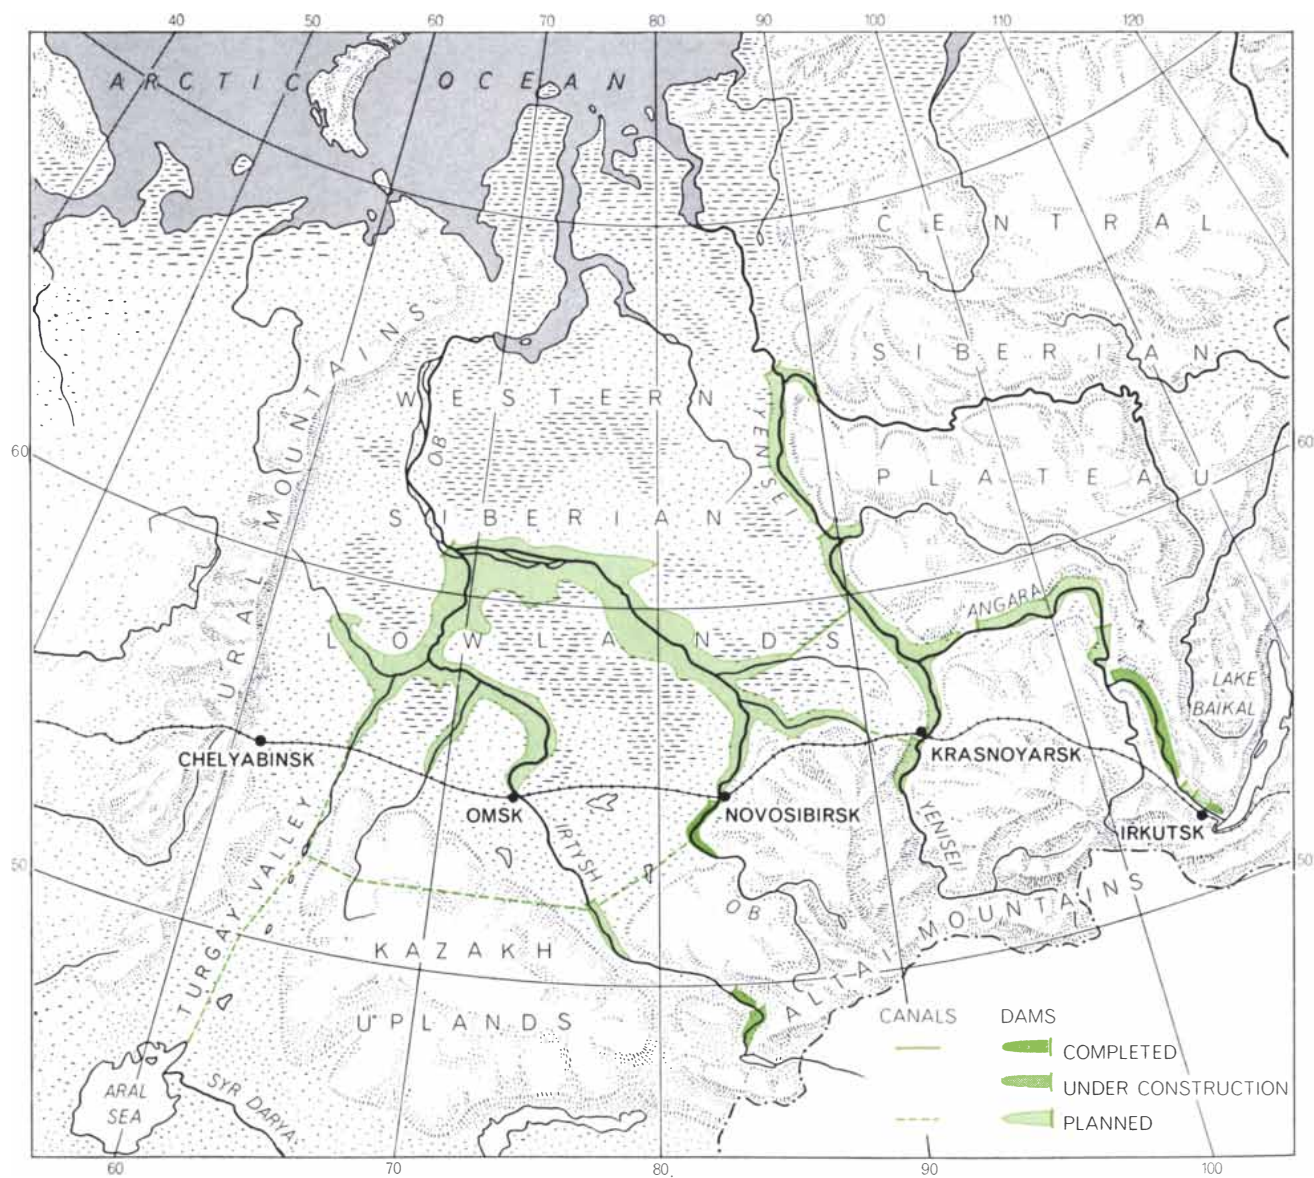 40 50 60 70 80 90 100 110 120
ARCTIC OCEAN
CENTRAL
SIBERIAN
PLATEAU
URAL MOUNTAINS
WESTERN
SIBERIAN
LOWLANDS
OB
YENISEI
60
60
ANGARA
LAKE
BAIKAL
CHELYABINSK
OMSK
NOVOSIBIRSK
KRASNOYARSK
IRKUTSK
IRTYSH
YENSEI
OB
50
50
TURGAY VALLEY
KAZAKH
UPLANDS
ALTAI MOUNTAINS
ARAL
SEA
SYR DARYA
CANALS DAMS
COMPLETED
UNDER CONSTRUCTION
PLANNED
60 70 80 90 100